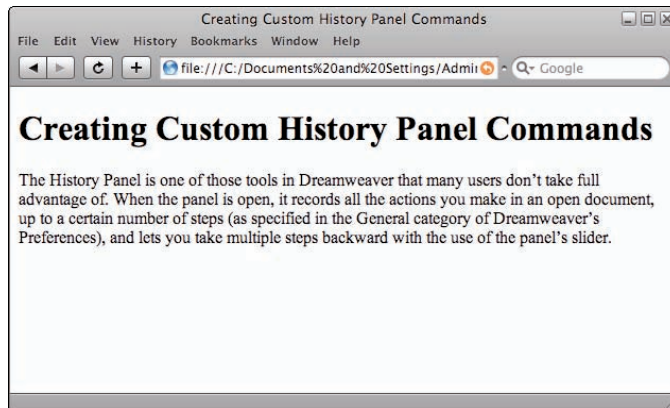 Creating Custom History Panel Commands
File Edit View History Bookmarks Window Help
file:///C:/Documents%20and%20Settings/Admi
Google
Creating Custom History Panel Commands
The History Panel is one of those tools in Dreamweaver that many users don’t take full
advantage of. When the panel is open, it records all the actions you make in an open document,
up to a certain number of steps (as specified in the General category of Dreamweaver’s
Preferences), and lets you take multiple steps backward with the use of the panel’s slider.